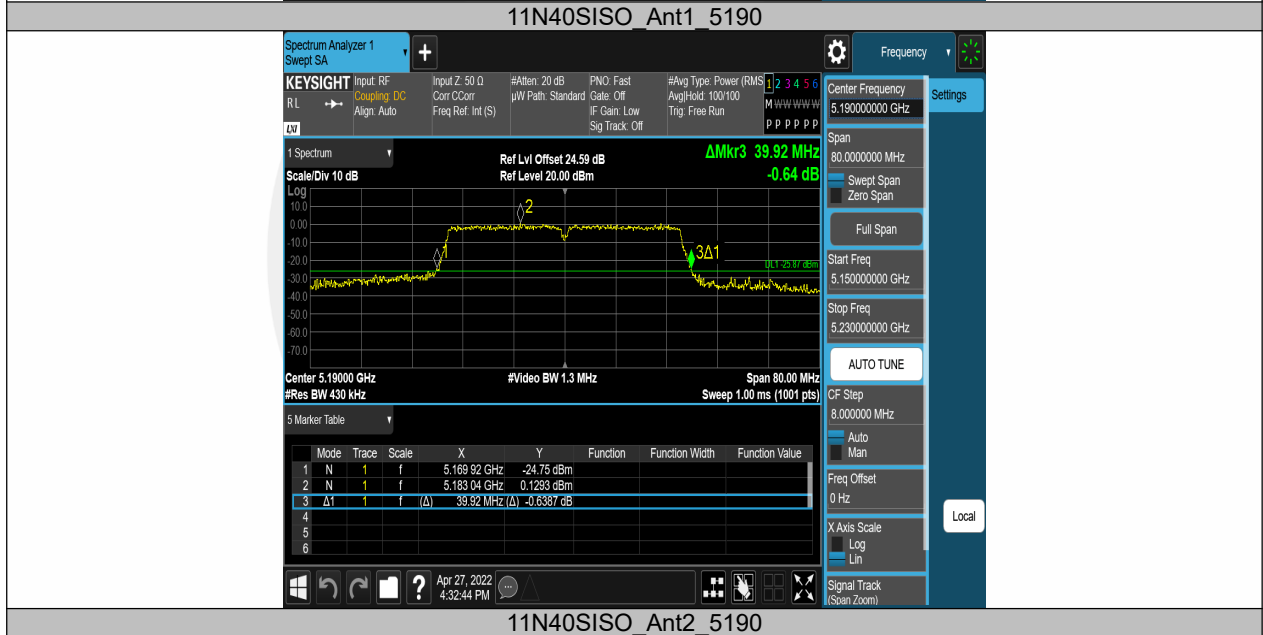 11N40SISO_Ant1_5190
Spectrum Analyzer 1
Swept SA
Frequency
KEYSIGHT
RL
LXI
Input: RF
Coupling: DC
Align: Auto
Input Z: 50 Ω
Corr CCorr
Freq Ref: Int (S)
#Atten: 20 dB
µW Path: Standard
PNO: Fast
Gate: Off
IF Gain: Low
Sig Track: Off
#Avg Type: Power (RMS
Avg|Hold: 100/100
Trig: Free Run
1 2 3 4 5 6
M W W W W W
P P P P P P
1 Spectrum
Scale/Div 10 dB
Ref Lvl Offset 24.59 dB
Ref Level 20.00 dBm
ΔMkr3 39.92 MHz
-0.64 dB
Log
10.0
0.00
-10.0
-20.0
-30.0
-40.0
-50.0
-60.0
-70.0
1
2
3Δ1
DL1 -25.87 dBm
Center 5.19000 GHz
#Video BW 1.3 MHz
Span 80.00 MHz
#Res BW 430 kHz
Sweep 1.00 ms (1001 pts)
5 Marker Table
Mode Trace Scale X Y Function Function Width Function Value
1 N 1 f 5.169 92 GHz -24.75 dBm
2 N 1 f 5.183 04 GHz 0.1293 dBm
3 Δ1 1 f (Δ) 39.92 MHz (Δ) -0.6387 dB
4
5
6
Apr 27, 2022
4:32:44 PM
Center Frequency
5.190000000 GHz
Settings
Span
80.0000000 MHz
Swept Span
Zero Span
Full Span
Start Freq
5.150000000 GHz
Stop Freq
5.230000000 GHz
AUTO TUNE
CF Step
8.000000 MHz
Auto
Man
Freq Offset
0 Hz
X Axis Scale
Log
Lin
Local
Signal Track
(Span Zoom)
11N40SISO_Ant2_5190